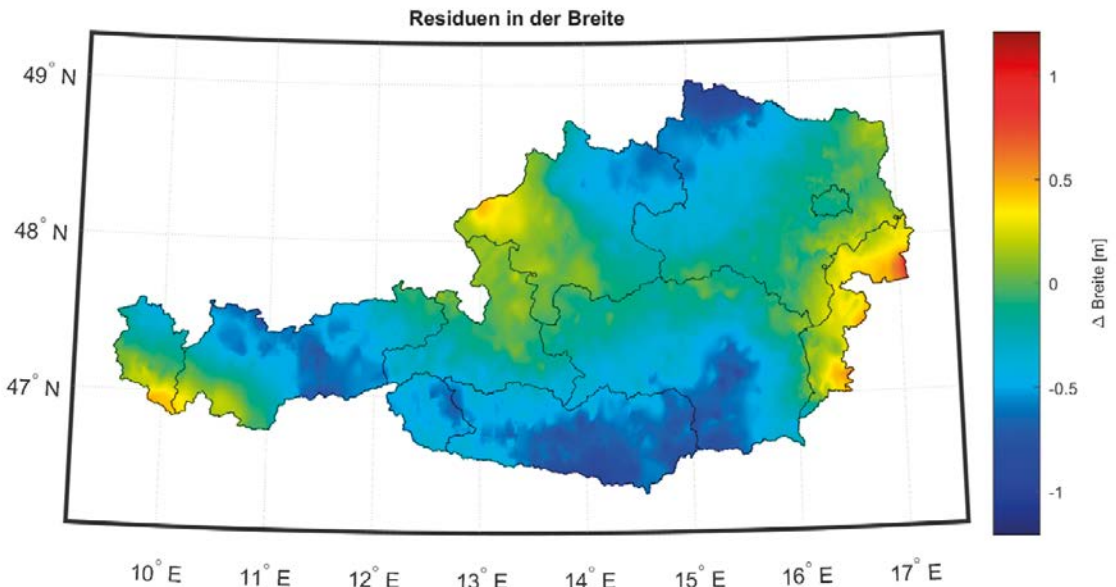 Residuen in der Breite
49° N
48° N
47° N
10° E
11° E
12° E
13° E
14° E
15° E
16° E
17° E
1
0.5
0
-0.5
-1
Δ Breite [m]